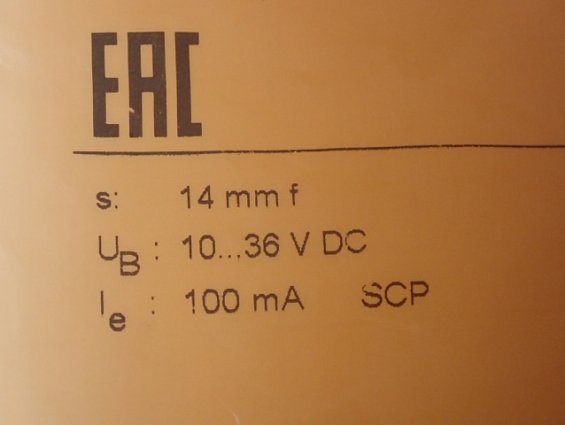 EAC
s: 14 mm f
UB : 10...36 V DC
Ie : 100 mA SCP